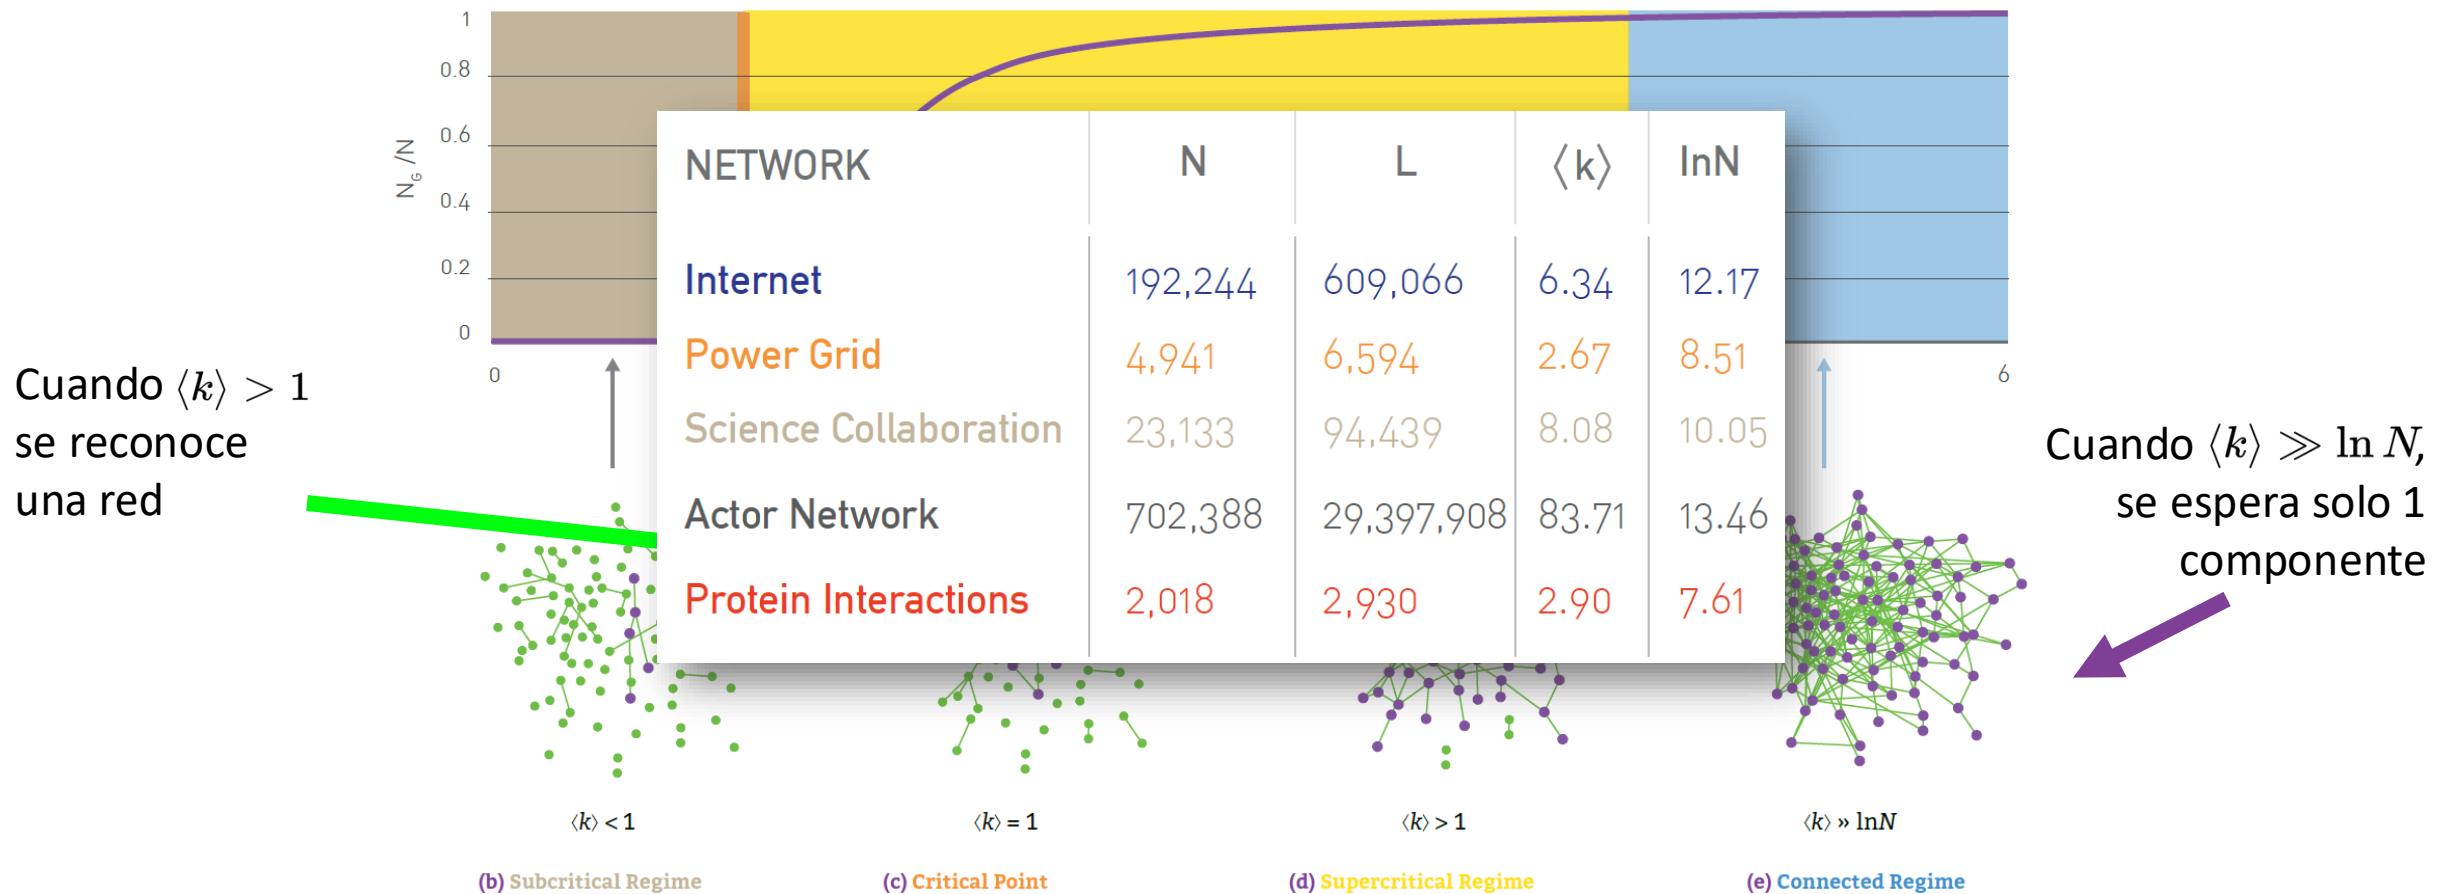 1
0.8
0.6
0.4
0.2
0
N_G /N
0
6
NETWORK N L ⟨k⟩ lnN
Internet 192,244 609,066 6.34 12.17
Power Grid 4,941 6,594 2.67 8.51
Science Collaboration 23,133 94,439 8.08 10.05
Actor Network 702,388 29,397,908 83.71 13.46
Protein Interactions 2,018 2,930 2.90 7.61
Cuando ⟨k⟩ > 1
se reconoce
una red
Cuando ⟨k⟩ ≫ ln N,
se espera solo 1
componente
⟨k⟩ < 1
⟨k⟩ = 1
⟨k⟩ > 1
⟨k⟩ » lnN
(b) Subcritical Regime
(c) Critical Point
(d) Supercritical Regime
(e) Connected Regime